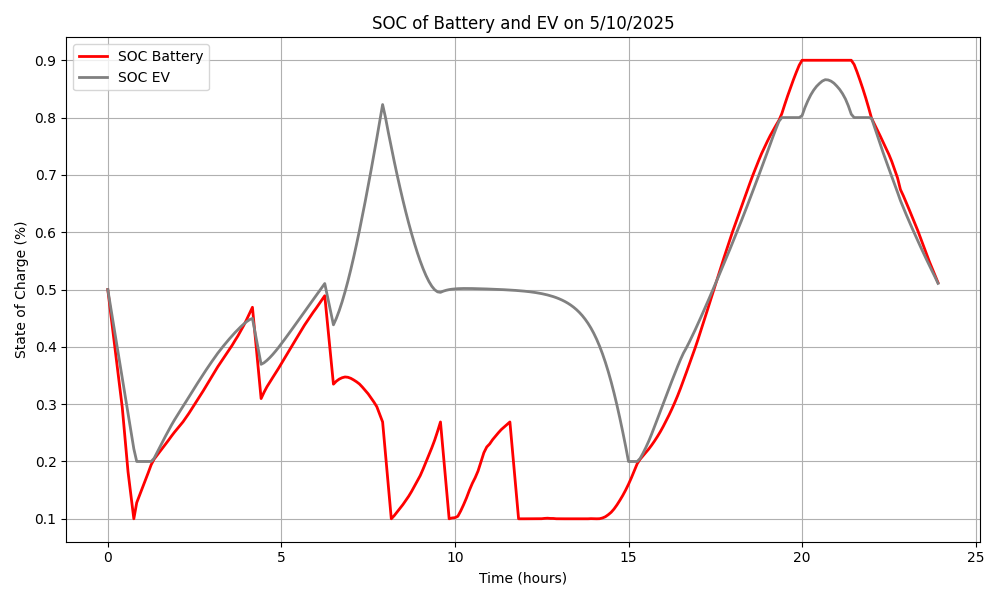 SOC of Battery and EV on 5/10/2025
SOC Battery
SOC EV
0.9
0.8
0.7
0.6
0.5
0.4
0.3
0.2
0.1
State of Charge (%)
0 5 10 15 20 25
Time (hours)